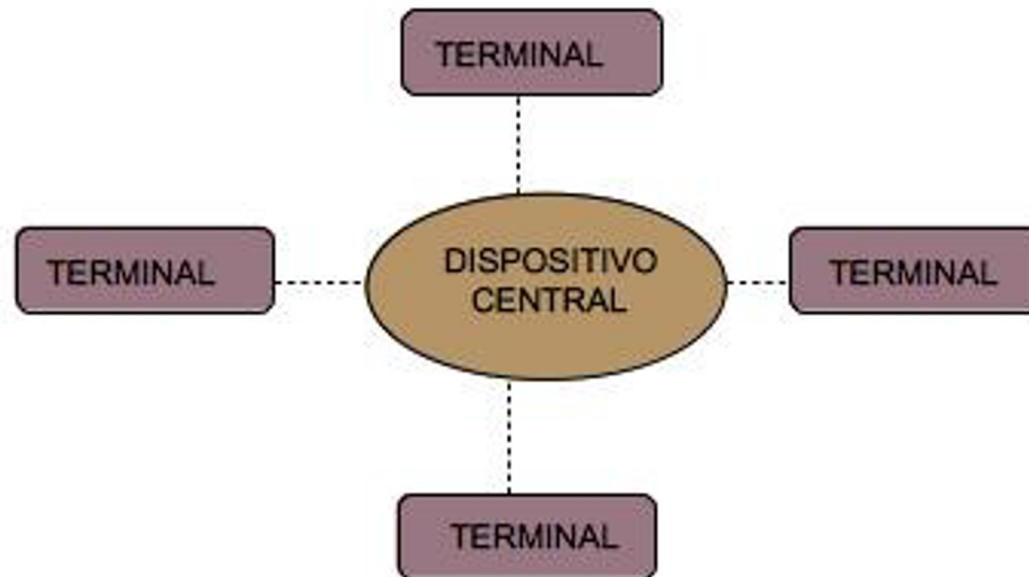 TERMINAL
TERMINAL
DISPOSITIVO
CENTRAL
TERMINAL
TERMINAL